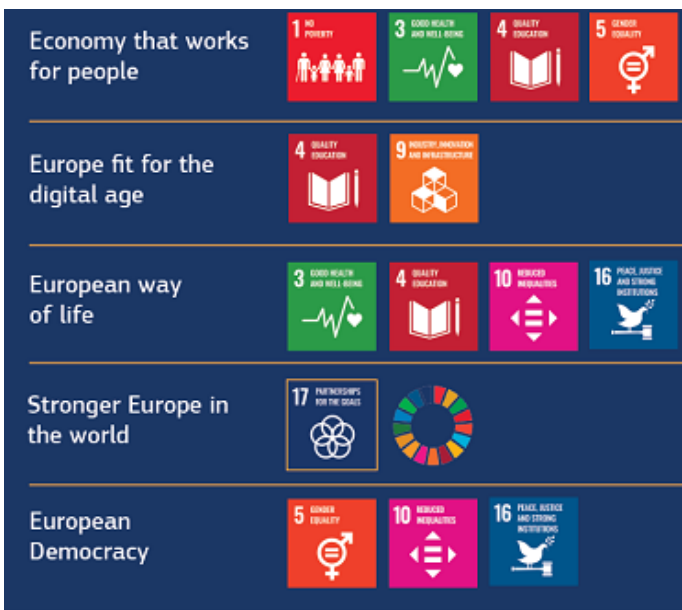 Economy that works
for people
1 NO
POVERTY
3 GOOD HEALTH
AND WELL-BEING
4 QUALITY
EDUCATION
5 GENDER
EQUALITY
Europe fit for the
digital age
4 QUALITY
EDUCATION
9 INDUSTRY, INNOVATION
AND INFRASTRUCTURE
European way
of life
3 GOOD HEALTH
AND WELL-BEING
4 QUALITY
EDUCATION
10 REDUCED
INEQUALITIES
16 PEACE, JUSTICE
AND STRONG
INSTITUTIONS
Stronger Europe in
the world
17 PARTNERSHIPS
FOR THE GOALS
European
Democracy
5 GENDER
EQUALITY
10 REDUCED
INEQUALITIES
16 PEACE, JUSTICE
AND STRONG
INSTITUTIONS